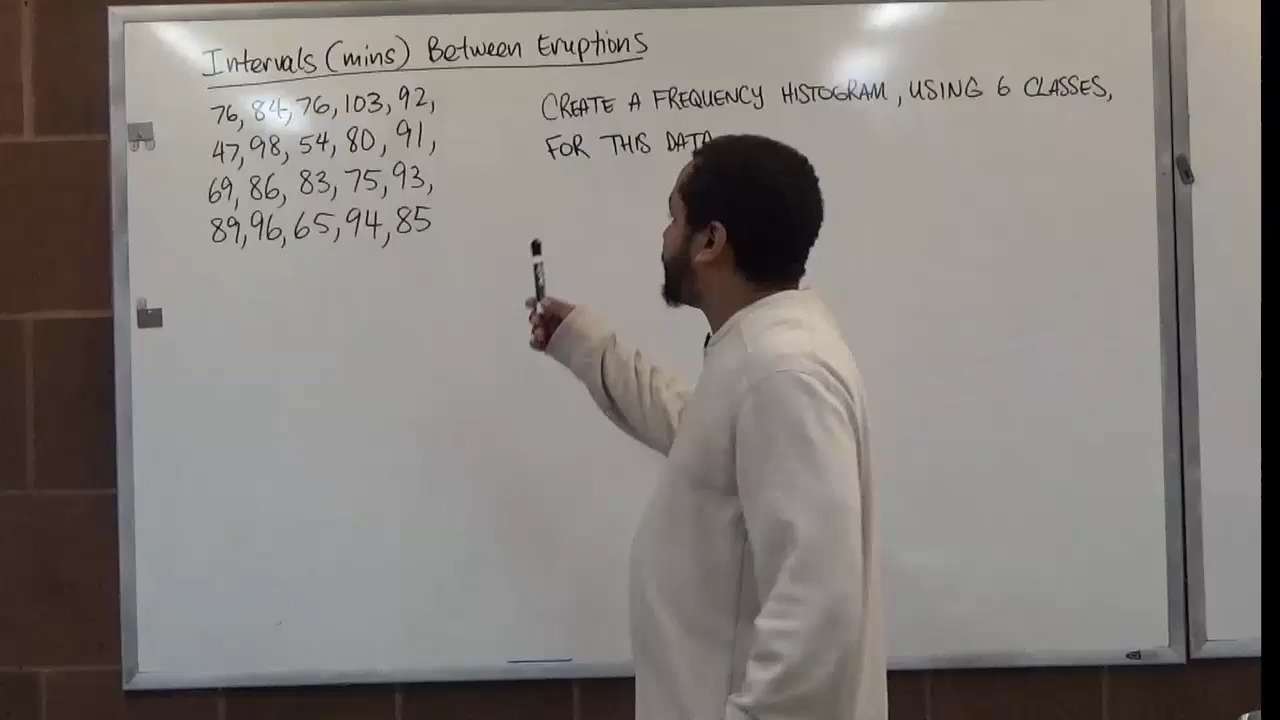 Intervals (mins) Between Eruptions
76, 84, 76, 103, 92,
47, 98, 54, 80, 91,
69, 86, 83, 75, 93,
89, 96, 65, 94, 85
CREATE A FREQUENCY HISTOGRAM, USING 6 CLASSES,
FOR THIS DATA